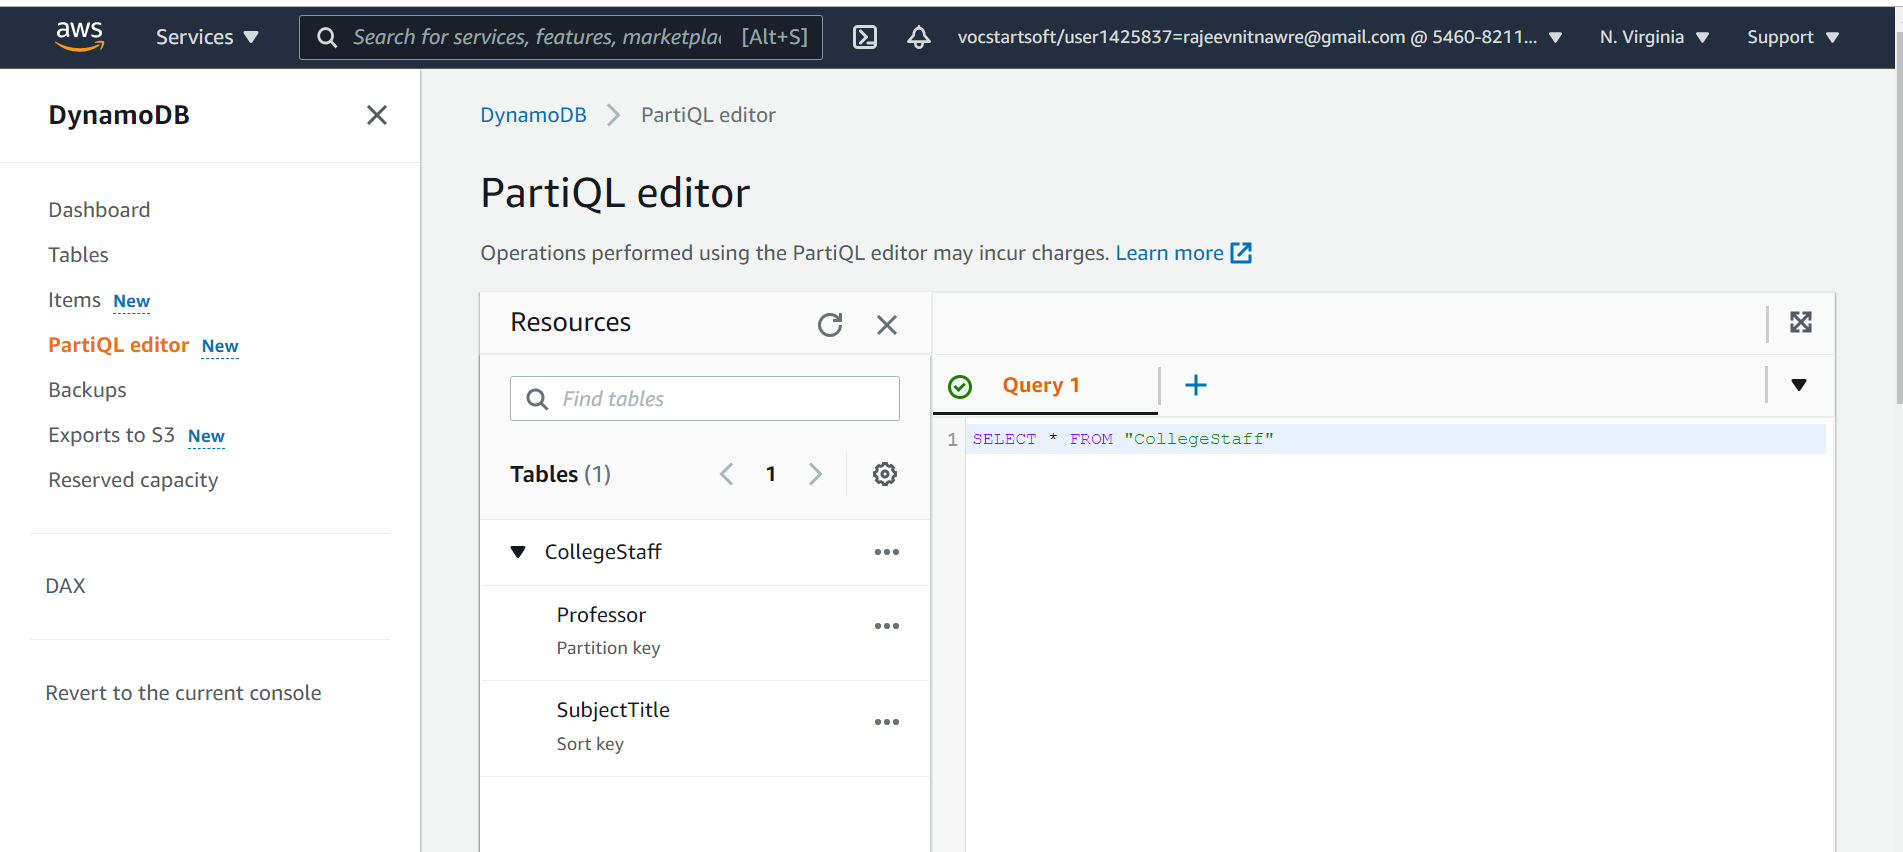 aws
Services
Search for services, features, marketpla
[Alt+S]
vocstartsoft/user1425837=rajeevnitnawre@gmail.com @ 5460-8211...
N. Virginia
Support
DynamoDB
Dashboard
Tables
Items New
PartiQL editor New
Backups
Exports to S3 New
Reserved capacity
DAX
Revert to the current console
DynamoDB
PartiQL editor
PartiQL editor
Operations performed using the PartiQL editor may incur charges. Learn more
Resources
Find tables
Tables (1)
1
CollegeStaff
Professor
Partition key
SubjectTitle
Sort key
Query 1
1 SELECT * FROM "CollegeStaff"